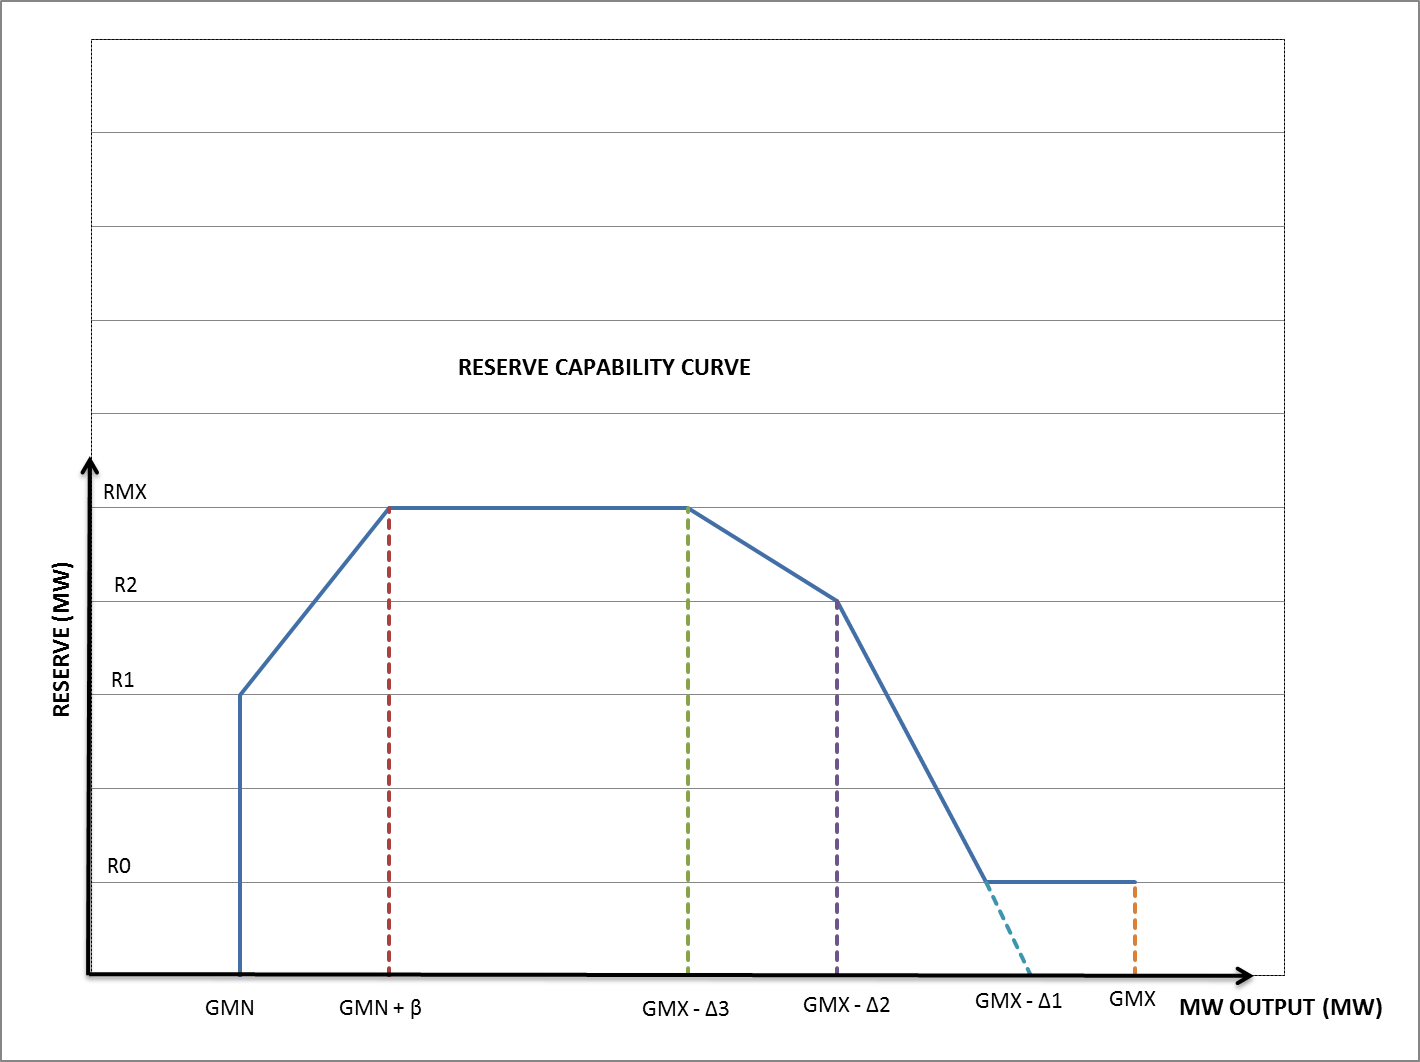 RESERVE CAPABILITY CURVE
RMX
R2
R1
R0
RESERVE (MW)
GMN
GMN + β
GMX - Δ3
GMX - Δ2
GMX - Δ1
GMX
MW OUTPUT (MW)